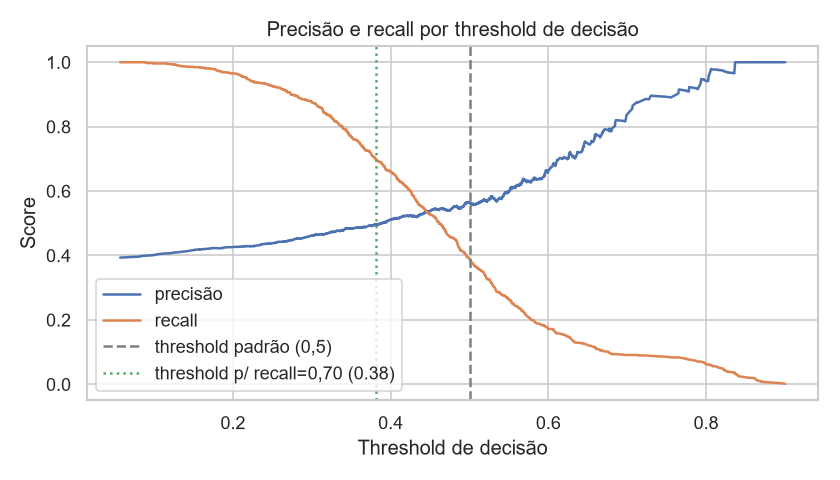 Precisão e recall por threshold de decisão
Score
1.0
0.8
0.6
0.4
0.2
0.0
precisão
recall
threshold padrão (0,5)
threshold p/ recall=0,70 (0.38)
0.2 0.4 0.6 0.8
Threshold de decisão